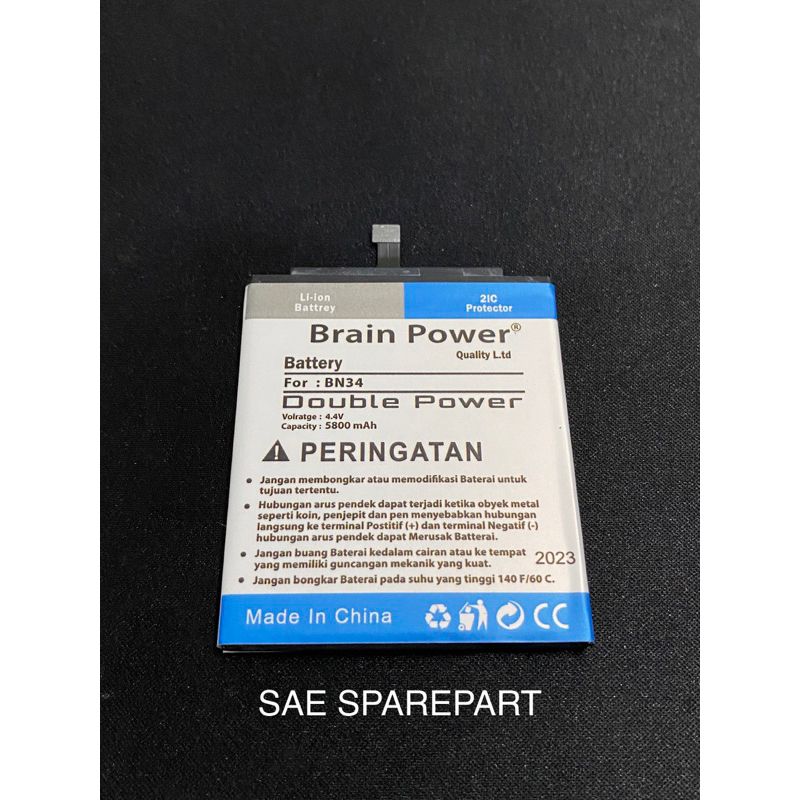 Li-ion
Battrey
2IC
Protector
Brain Power®
Quality L.td
Battery
For : BN34
Double Power
Volratge : 4.4V
Capacity : 5800 mAh
PERINGATAN
• Jangan membongkar atau memodifikasi Baterai untuk
tujuan tertentu.
• Hubungan arus pendek dapat terjadi ketika obyek metal
seperti koin, penjepit dan pen menyebabkan hubungan
langsung ke terminal Postitif (+) dan terminal Negatif (-)
hubungan arus pendek dapat Merusak Batterai.
• Jangan buang Baterai kedalam cairan atau ke tempat
yang memiliki guncangan mekanik yang kuat.
2023
• Jangan bongkar Baterai pada suhu yang tinggi 140 F/60 C.
Made In China
CC
SAE SPAREPART